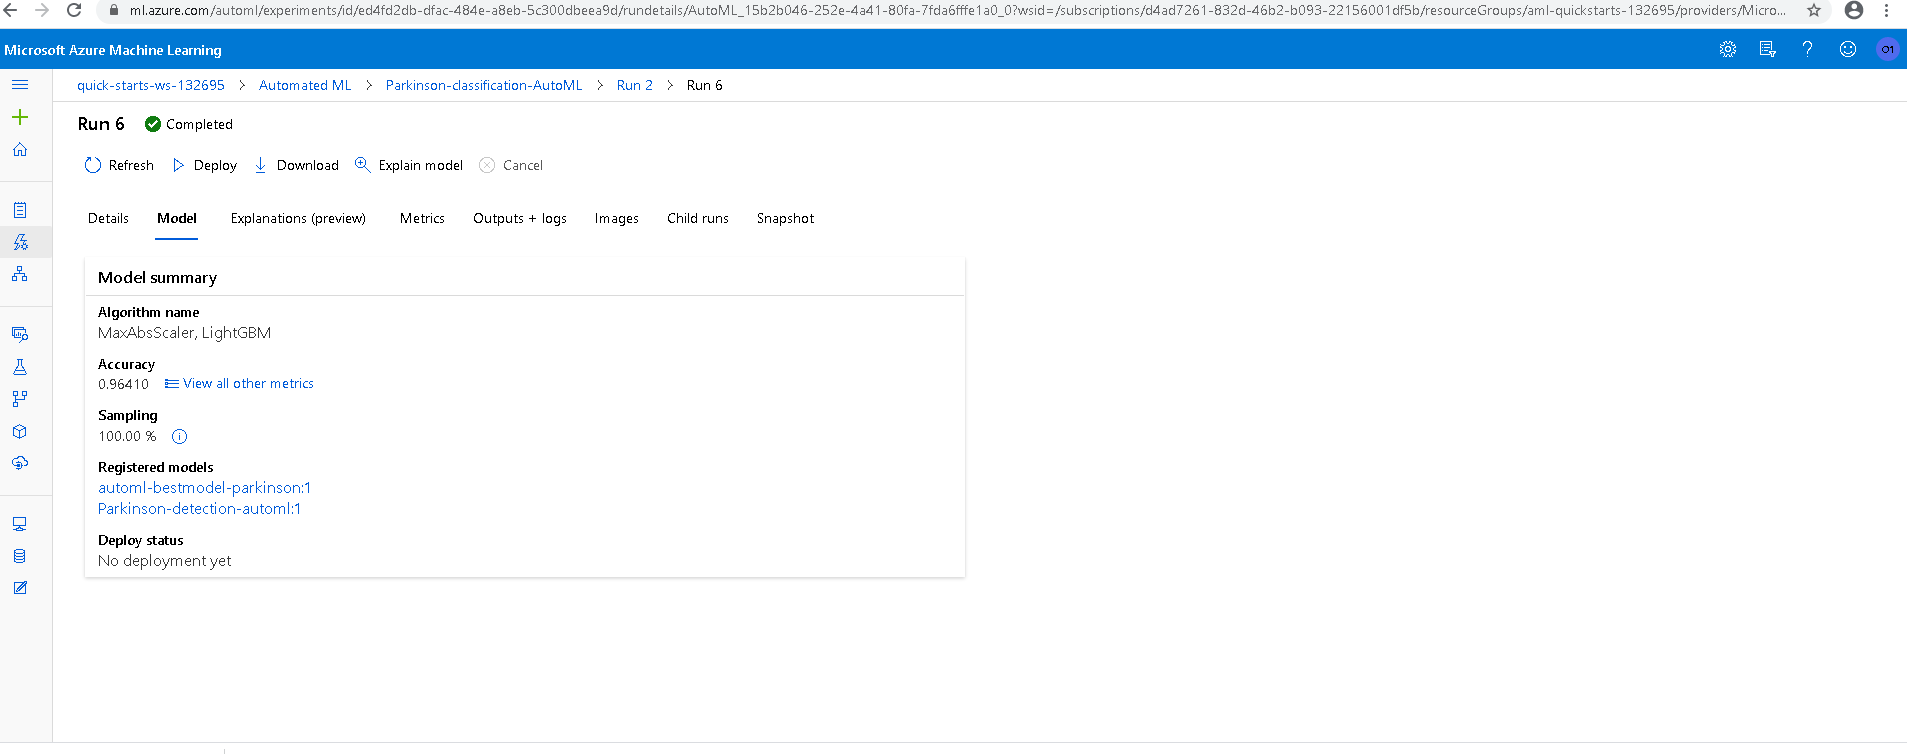 ml.azure.com/automl/experiments/id/ed4fd2db-dfac-484e-a8eb-5c300dbeea9d/rundetails/AutoML_15b2b046-252e-4a41-80fa-7fda6fffe1a0_0?wsid=/subscriptions/d4ad7261-832d-46b2-b093-22156001df5b/resourceGroups/aml-quickstarts-132695/providers/Micro...
Microsoft Azure Machine Learning
O1
quick-starts-ws-132695 > Automated ML > Parkinson-classification-AutoML > Run 2 > Run 6
Run 6 Completed
Refresh Deploy Download Explain model Cancel
Details Model Explanations (preview) Metrics Outputs + logs Images Child runs Snapshot
Model summary
Algorithm name
MaxAbsScaler, LightGBM
Accuracy
0.96410 View all other metrics
Sampling
100.00 %
Registered models
automl-bestmodel-parkinson:1
Parkinson-detection-automl:1
Deploy status
No deployment yet